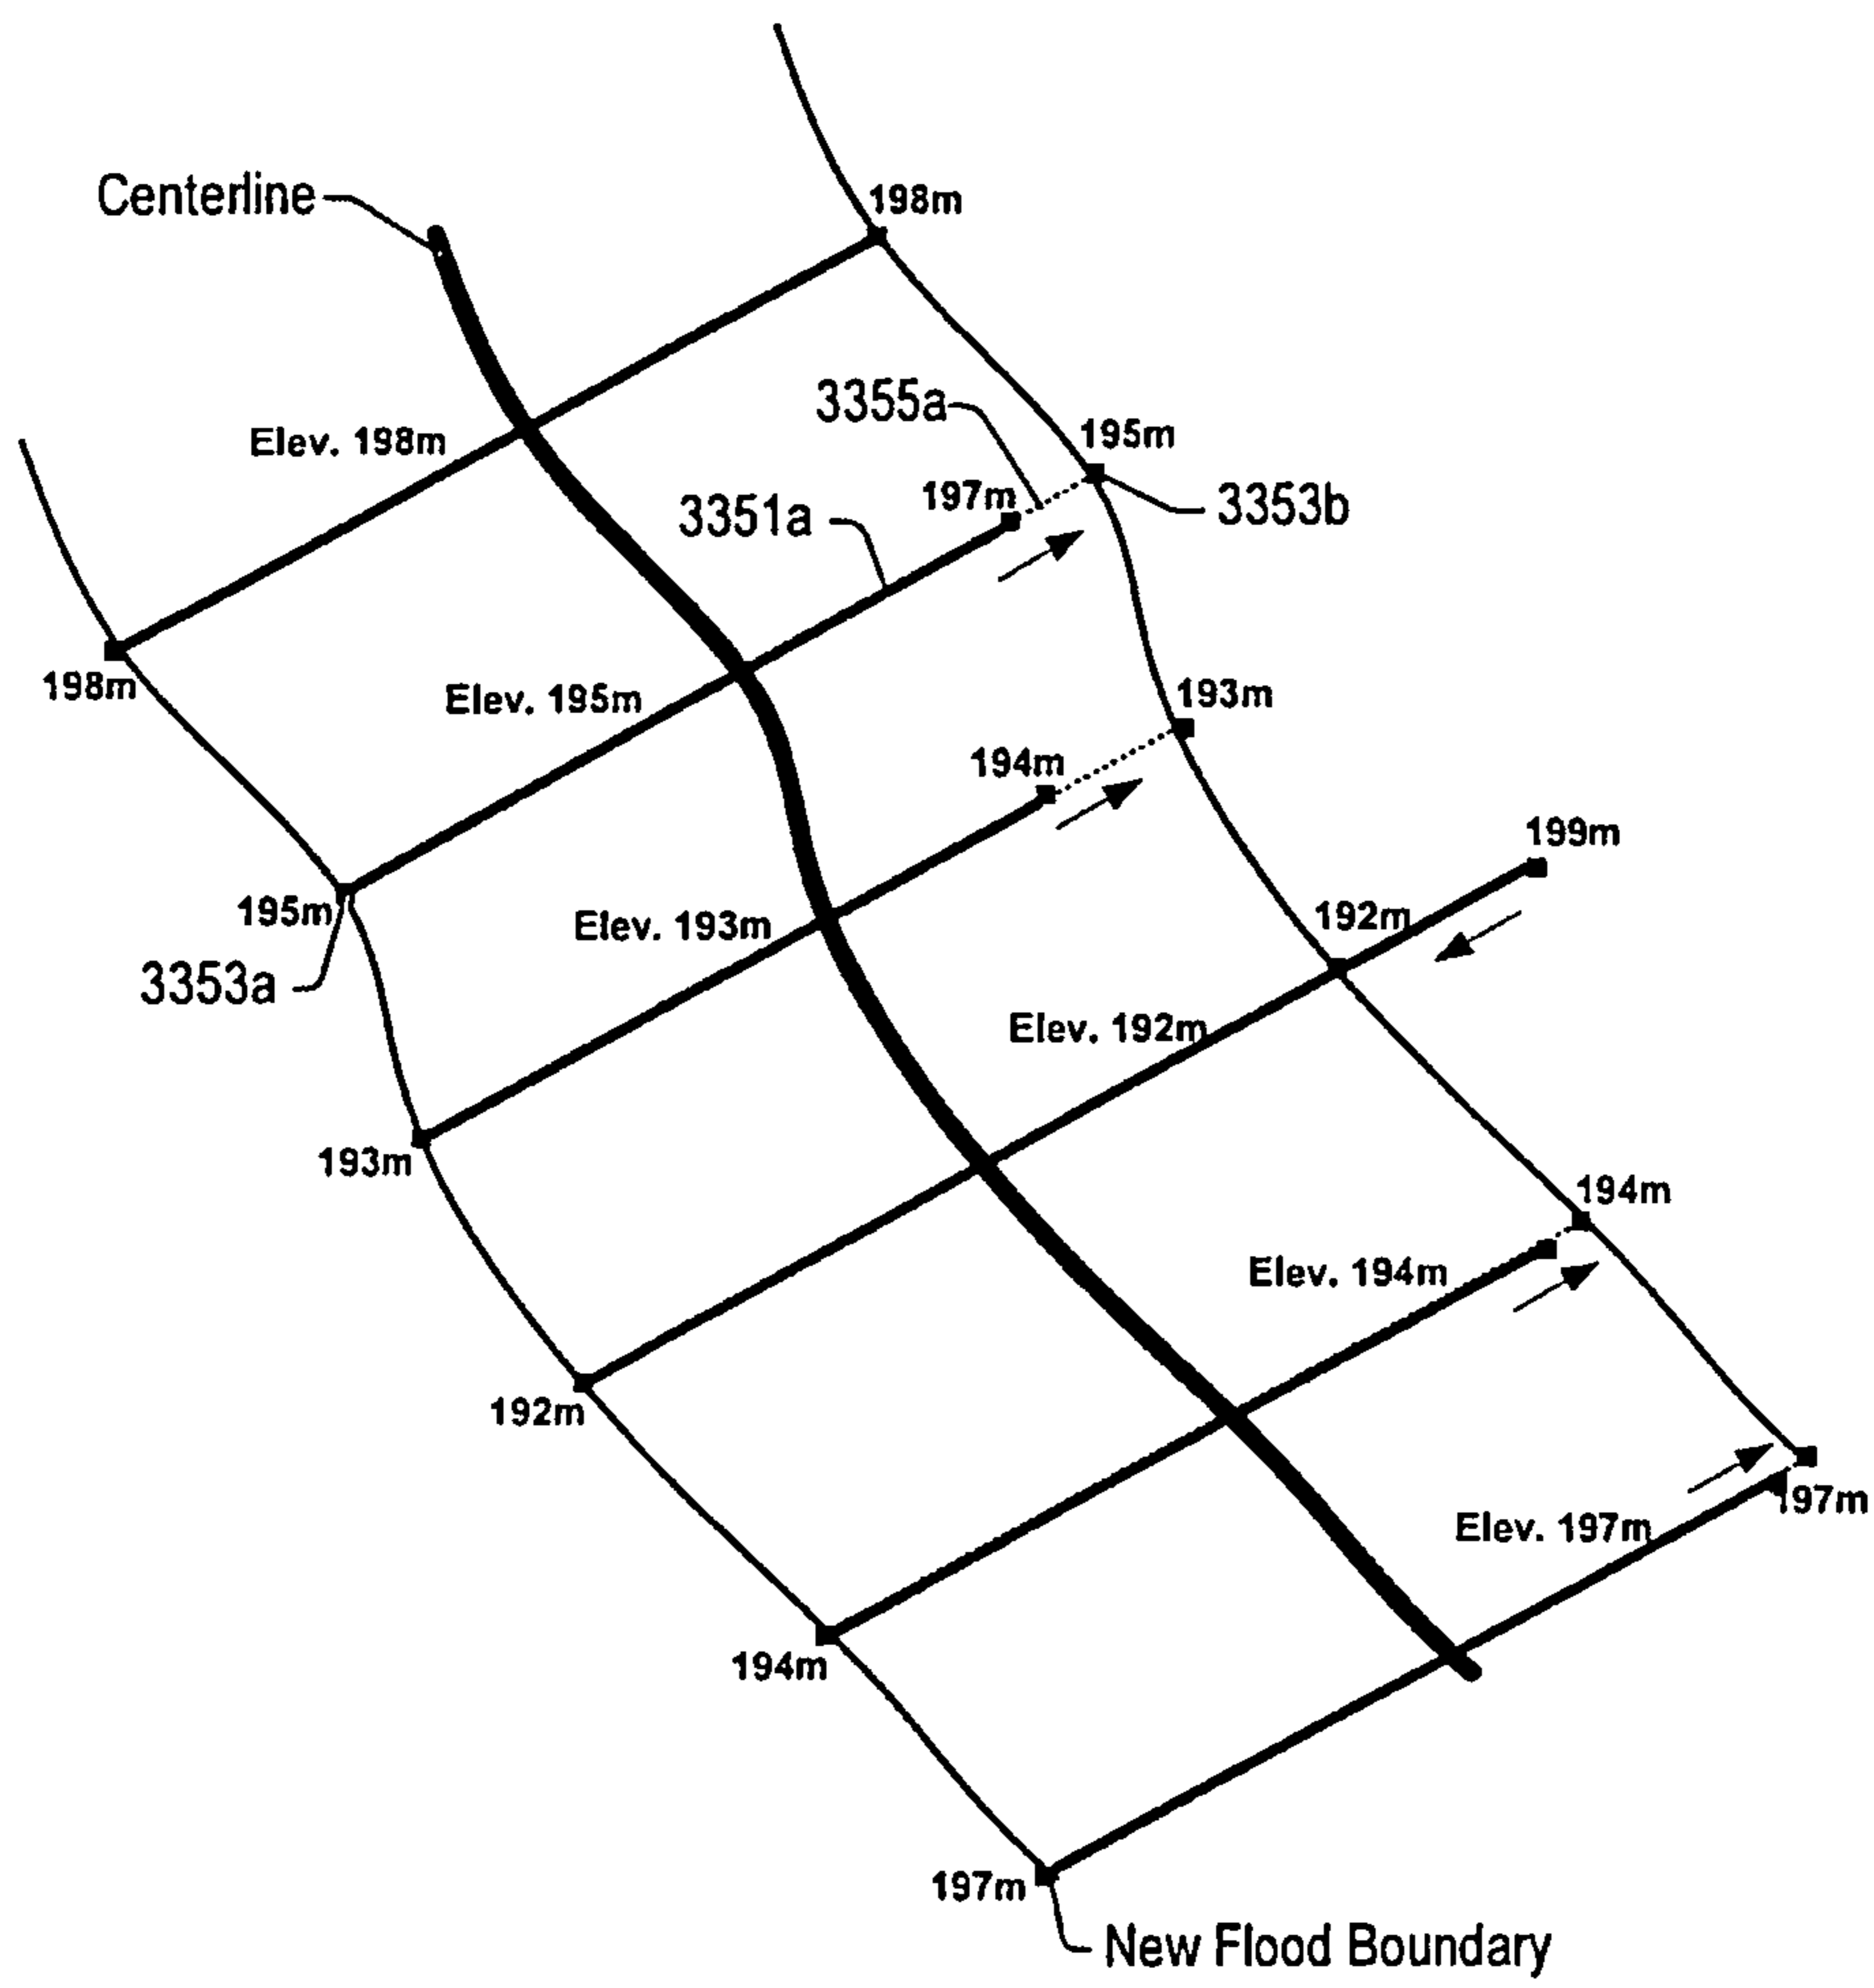 Centerline
198m
3355a
195m
Elev. 198m
197m
3353b
3351a
198m
Elev. 195m
193m
194m
199m
195m
Elev. 193m
192m
3353a
Elev. 192m
193m
194m
Elev. 194m
192m
197m
Elev. 197m
194m
197m
New Flood Boundary